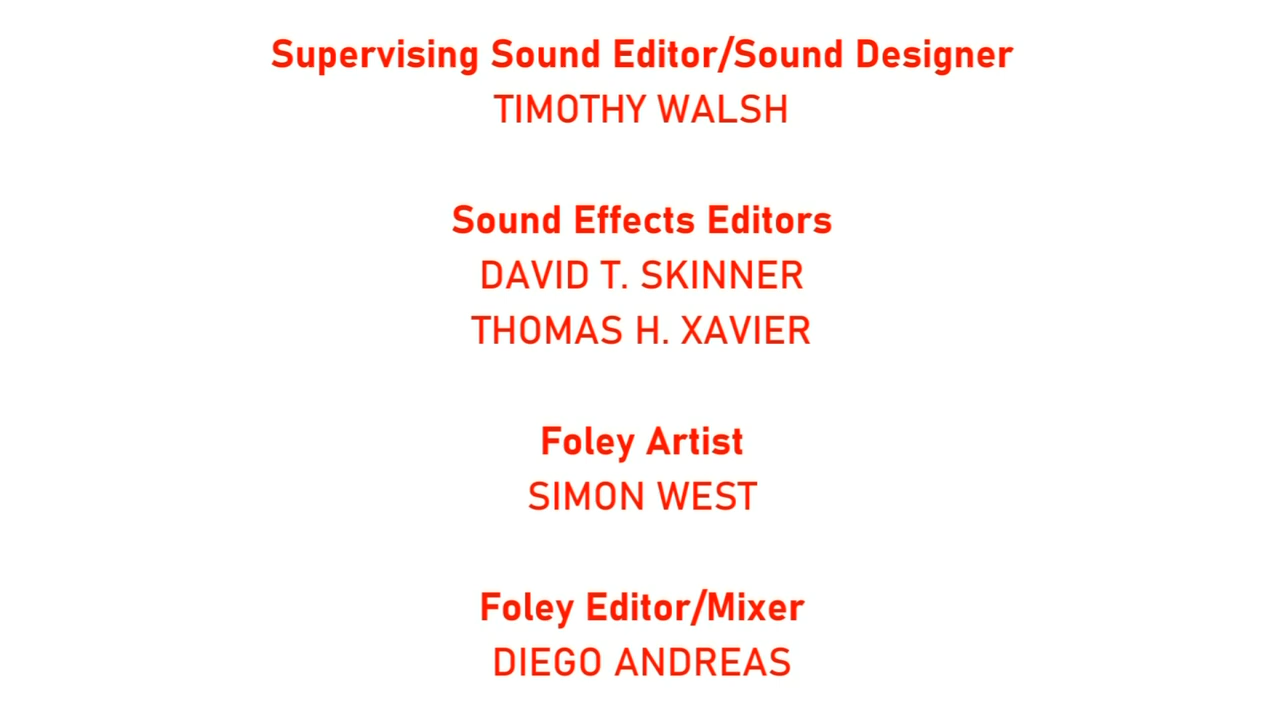 Supervising Sound Editor/Sound Designer
TIMOTHY WALSH
Sound Effects Editors
DAVID T. SKINNER
THOMAS H. XAVIER
Foley Artist
SIMON WEST
Foley Editor/Mixer
DIEGO ANDREAS